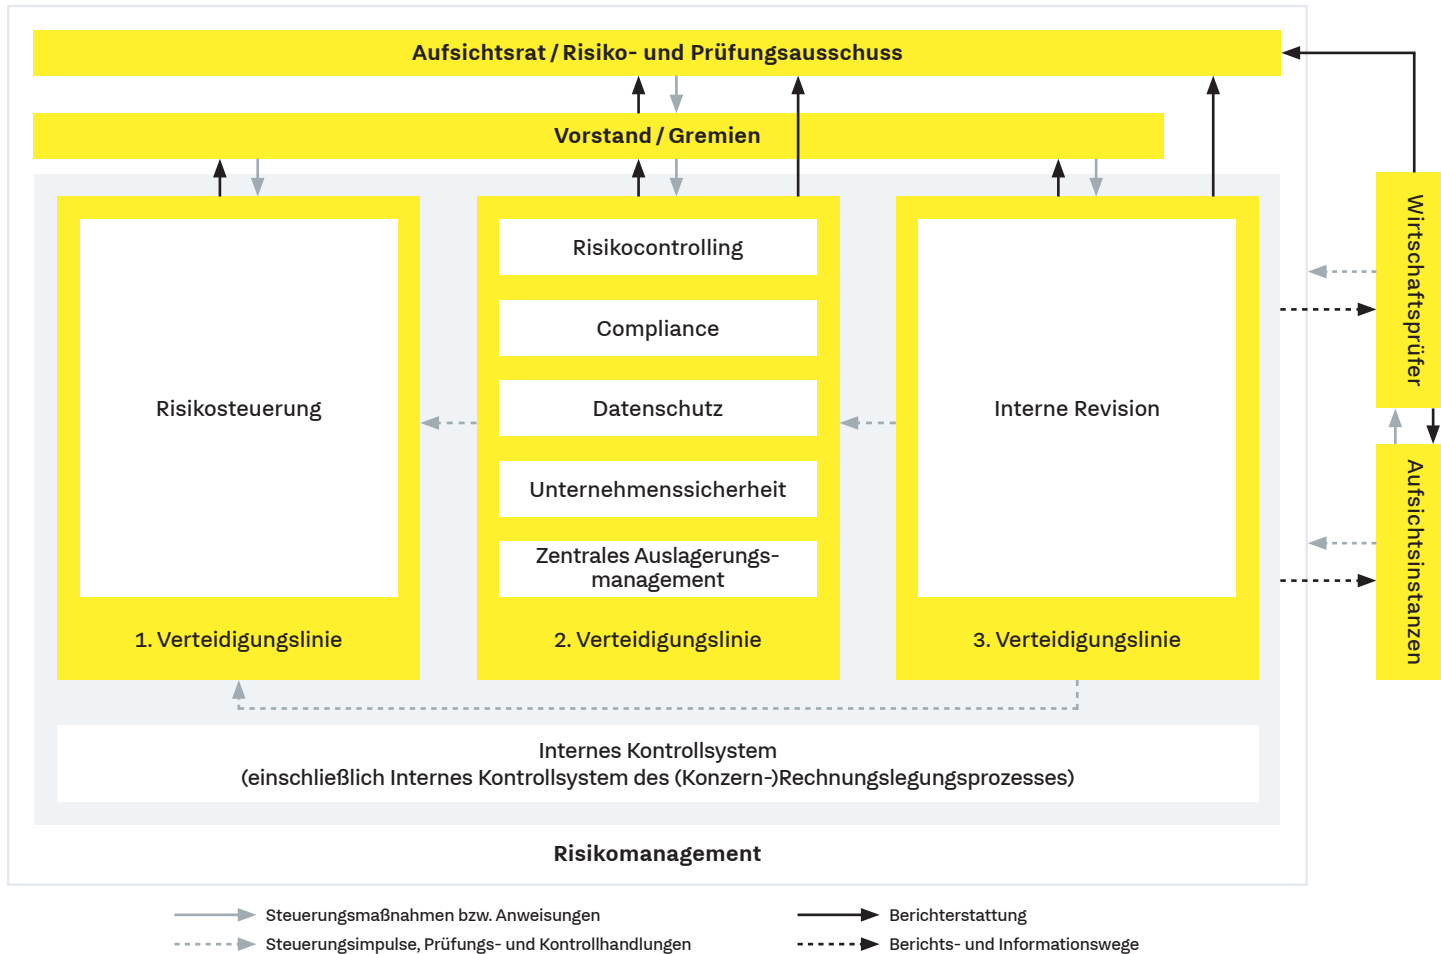 Aufsichtsrat / Risiko- und Prüfungsausschuss
Vorstand / Gremien
Risikosteuerung
1. Verteidigungslinie
Risikocontrolling
Compliance
Datenschutz
Unternehmenssicherheit
Zentrales Auslagerungs-
management
2. Verteidigungslinie
Interne Revision
3. Verteidigungslinie
Wirtschaftsprüfer
Aufsichtsinstanzen
Internes Kontrollsystem
(einschließlich Internes Kontrollsystem des (Konzern-)Rechnungslegungsprozesses)
Risikomanagement
Steuerungsmaßnahmen bzw. Anweisungen
Steuerungsimpulse, Prüfungs- und Kontrollhandlungen
Berichterstattung
Berichts- und Informationswege